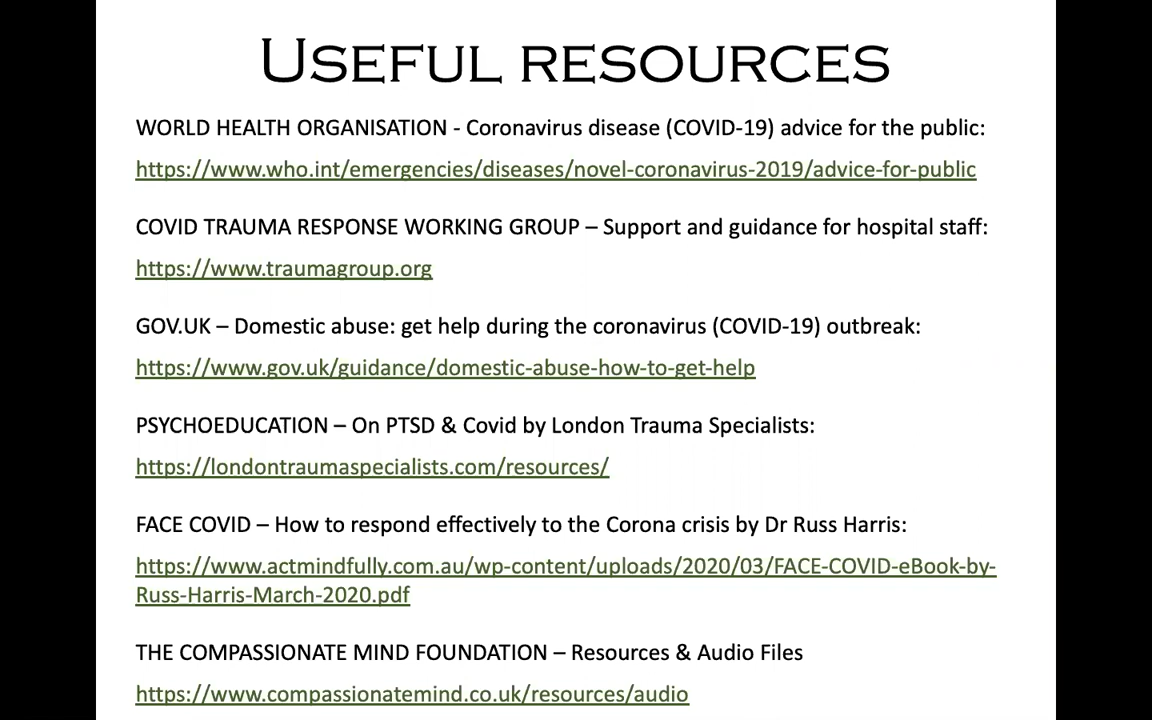 USEFUL RESOURCES
WORLD HEALTH ORGANISATION - Coronavirus disease (COVID-19) advice for the public:
https://www.who.int/emergencies/diseases/novel-coronavirus-2019/advice-for-public
COVID TRAUMA RESPONSE WORKING GROUP – Support and guidance for hospital staff:
https://www.traumagroup.org
GOV.UK – Domestic abuse: get help during the coronavirus (COVID-19) outbreak:
https://www.gov.uk/guidance/domestic-abuse-how-to-get-help
PSYCHOEDUCATION – On PTSD & Covid by London Trauma Specialists:
https://londontraumaspecialists.com/resources/
FACE COVID – How to respond effectively to the Corona crisis by Dr Russ Harris:
https://www.actmindfully.com.au/wp-content/uploads/2020/03/FACE-COVID-eBook-by-
Russ-Harris-March-2020.pdf
THE COMPASSIONATE MIND FOUNDATION – Resources & Audio Files
https://www.compassionatemind.co.uk/resources/audio